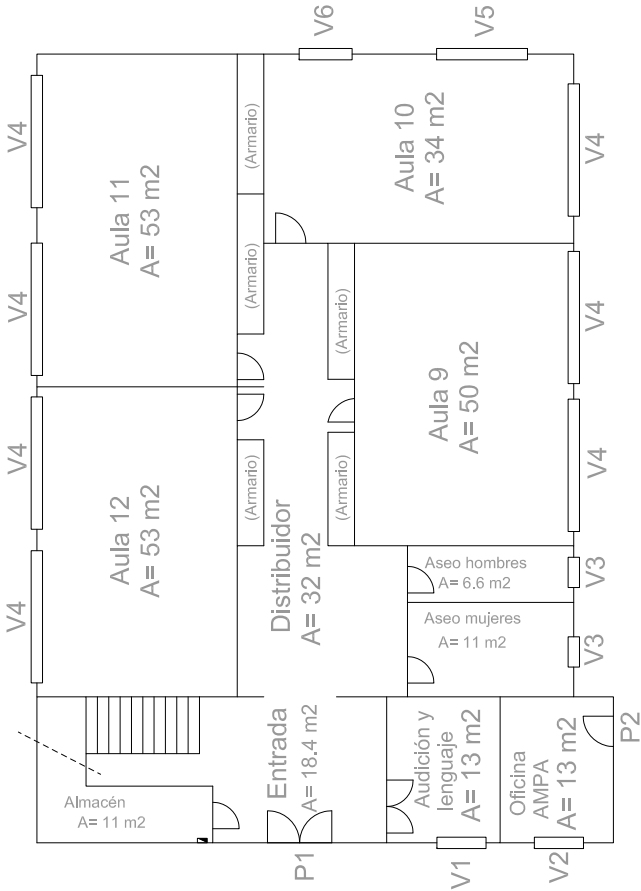 V6
V5
V4
(Armario)
Aula 10
A= 34 m2
V4
Aula 11
A= 53 m2
V4
(Armario)
(Armario)
Aula 9
A= 50 m2
V4
V4
Aula 12
A= 53 m2
(Armario)
(Armario)
V4
V4
Distribuidor
A= 32 m2
Aseo hombres
A= 6.6 m2
V3
Aseo mujeres
A= 11 m2
V3
Entrada
A= 18.4 m2
Audición y
lenguaje
A= 13 m2
Oficina
AMPA
A= 13 m2
P2
Almacén
A= 11 m2
P1
V1
V2